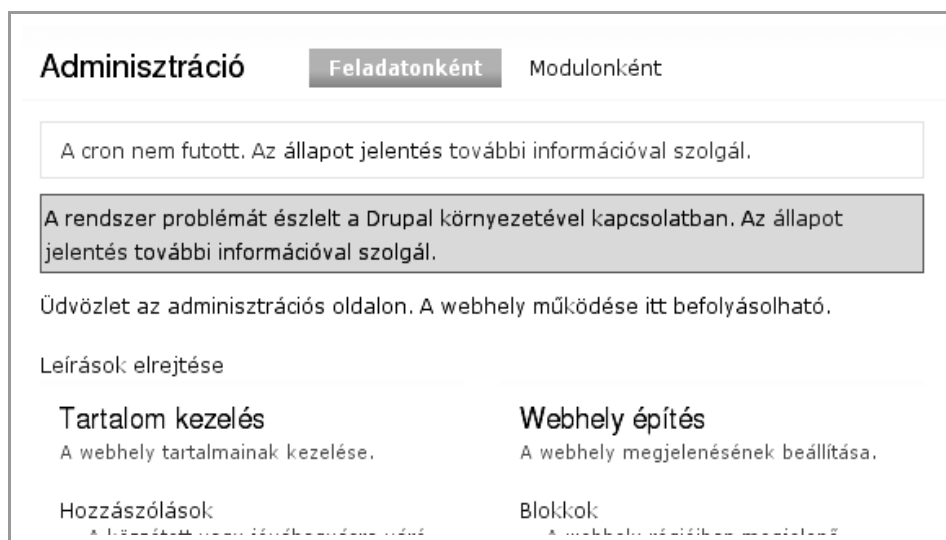 Adminisztráció Feladatonként Modulonként
A cron nem futott. Az állapot jelentés további információval szolgál.
A rendszer problémát észlelt a Drupal környezetével kapcsolatban. Az állapot
jelentés további információval szolgál.
Üdvözlet az adminisztrációs oldalon. A webhely működése itt befolyásolható.
Leírások elrejtése
Tartalom kezelés
A webhely tartalmainak kezelése.
Hozzászólások
Webhely építés
A webhely megjelenésének beállítása.
Blokkok